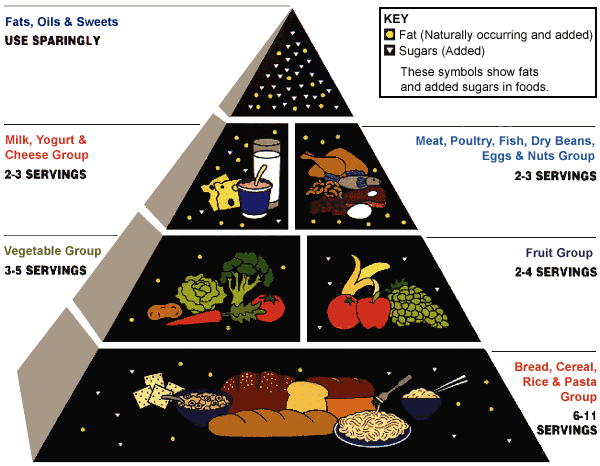 Fats, Oils & Sweets
USE SPARINGLY
KEY
Fat (Naturally occurring and added)
Sugars (Added)
These symbols show fats
and added sugars in foods.
Milk, Yogurt &
Cheese Group
2-3 SERVINGS
Meat, Poultry, Fish, Dry Beans,
Eggs & Nuts Group
2-3 SERVINGS
Vegetable Group
3-5 SERVINGS
Fruit Group
2-4 SERVINGS
Bread, Cereal,
Rice & Pasta
Group
6-11
SERVINGS